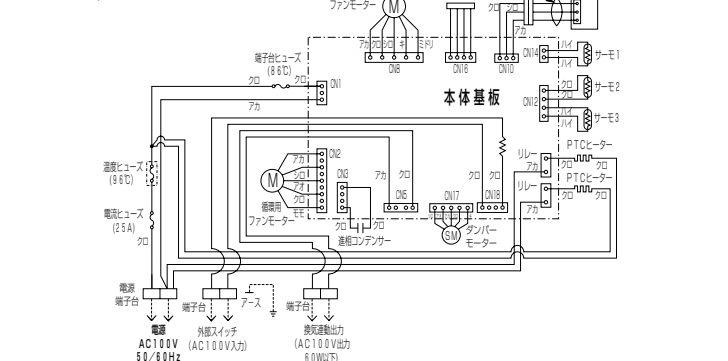 ファンモーター
M
クロ シロ
アカ
アカ クロ シロ キ ミドリ
CN8
CN16
CN10
CN14
ハイ
ハイ
サーモ1
端子台ヒューズ
(86℃)
クロ
クロ
CN1
アカ
本体基板
CN12
クロ
クロ
サーモ2
ハイ
ハイ
サーモ3
温度ヒューズ
(96℃)
M
循環用
ファンモーター
アカ
シロ
アオ
クロ
モモ
CN2
CN3
アカ
クロ
クロ
クロ
リレー
アカ
PTCヒーター
クロ
クロ
リレー
アカ
PTCヒーター
クロ
クロ
CN17
CN18
電流ヒューズ
(25A)
クロ
クロ
クロ
進相コンデンサー
SM
ダンパー
モーター
電源
端子台
端子台
アース
端子台
電源
AC100V
50/60Hz
外部スイッチ
(AC100V入力)
換気連動出力
(AC100V出力
60W以下)